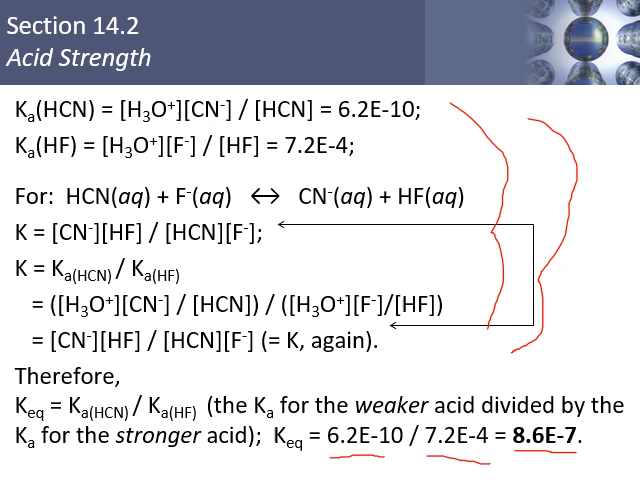 Section 14.2
Acid Strength
Kₐ(HCN) = [H₃O⁺][CN⁻] / [HCN] = 6.2E-10;
Kₐ(HF) = [H₃O⁺][F⁻] / [HF] = 7.2E-4;
For: HCN(aq) + F⁻(aq) ↔ CN⁻(aq) + HF(aq)
K = [CN⁻][HF] / [HCN][F⁻];
K = Kₐ₍HCN₎ / Kₐ₍HF₎
= ([H₃O⁺][CN⁻] / [HCN]) / ([H₃O⁺][F⁻]/[HF])
= [CN⁻][HF] / [HCN][F⁻] (= K, again).
Therefore,
Keq = Kₐ₍HCN₎ / Kₐ₍HF₎ (the Kₐ for the weaker acid divided by the
Kₐ for the stronger acid); Keq = 6.2E-10 / 7.2E-4 = 8.6E-7.